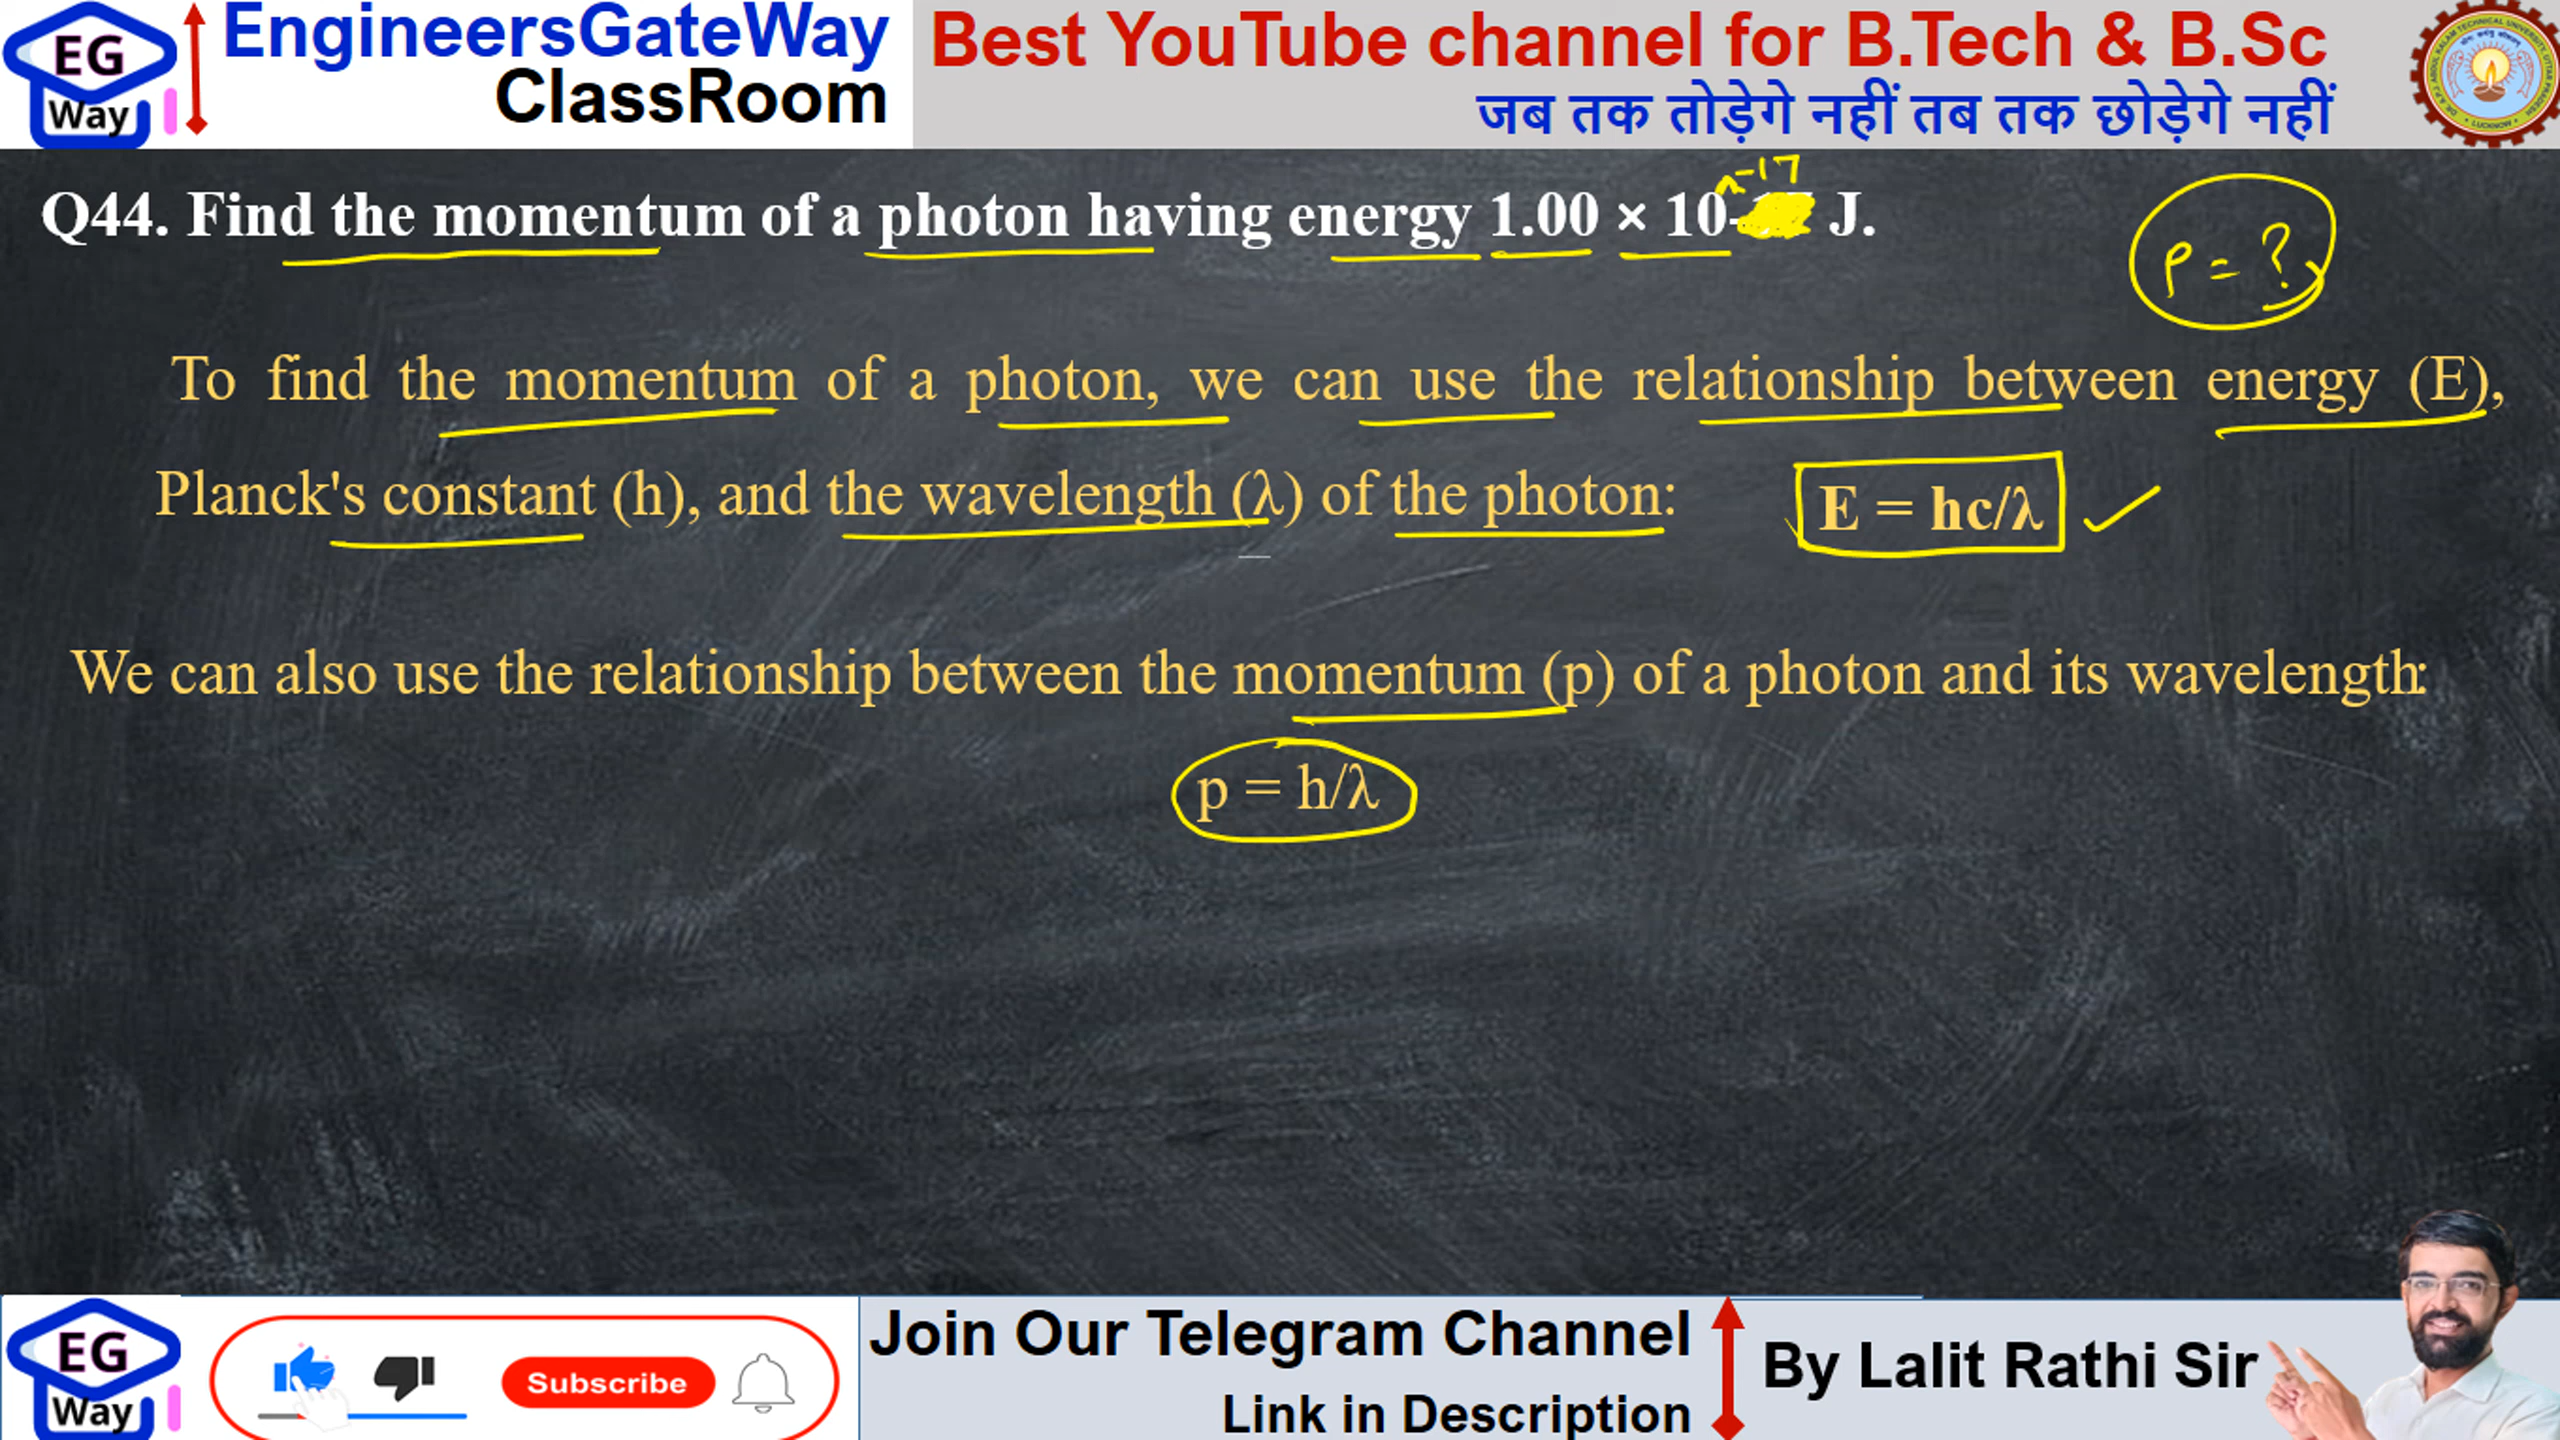 EG
Way
EngineersGateWay
ClassRoom
Best YouTube channel for B.Tech & B.Sc
जब तक तोड़ेगे नहीं तब तक छोड़ेगे नहीं
-17
Q44. Find the momentum of a photon having energy 1.00 × 10- J.
P = ?
To find the momentum of a photon, we can use the relationship between energy (E),
Planck's constant (h), and the wavelength (λ) of the photon: E = hc/λ
We can also use the relationship between the momentum (p) of a photon and its wavelength:
p = h/λ
EG
Way
Subscribe
Join Our Telegram Channel
Link in Description
By Lalit Rathi Sir